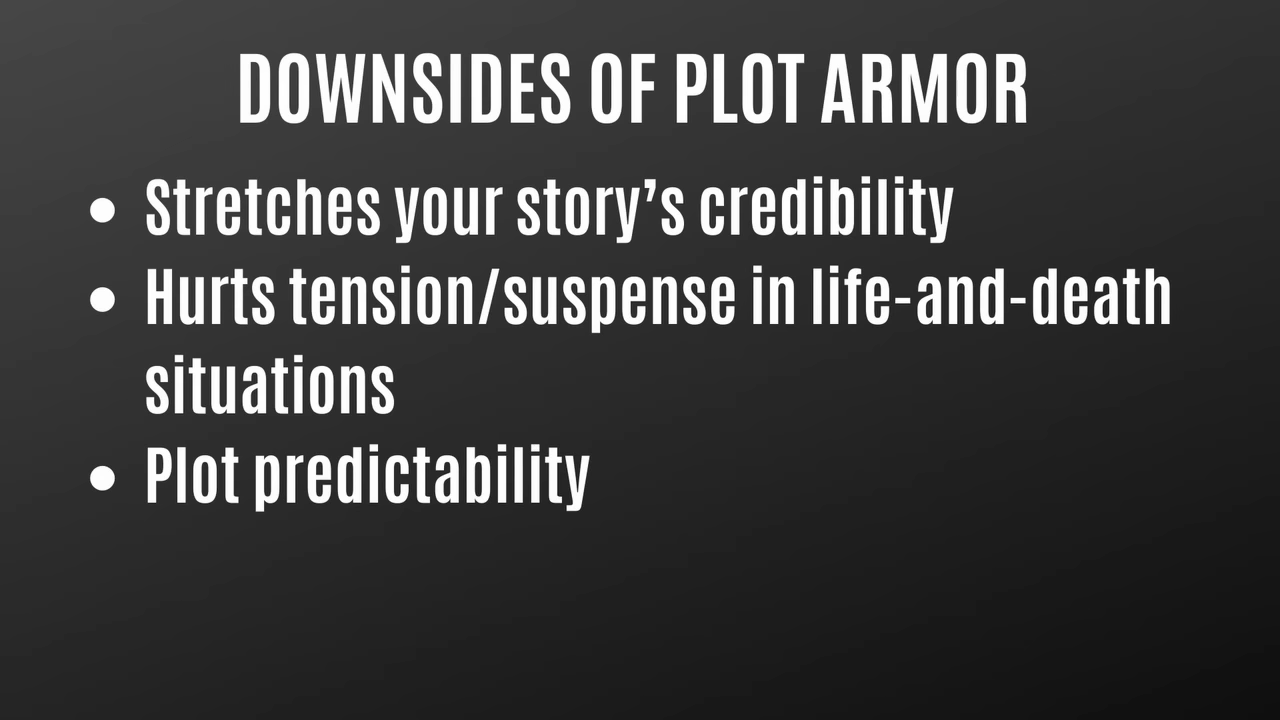 DOWNSIDES OF PLOT ARMOR
• Stretches your story’s credibility
• Hurts tension/suspense in life-and-death
situations
• Plot predictability